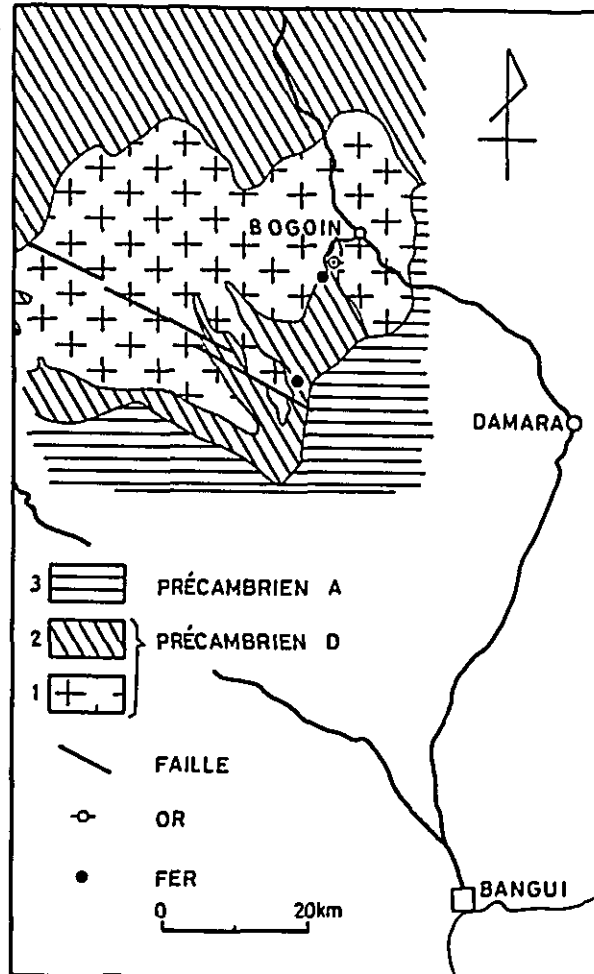 BOGOIN
DAMARA
3 PRÉCAMBRIEN A
2 PRÉCAMBRIEN D
1
FAILLE
OR
FER
0 20km
BANGUI